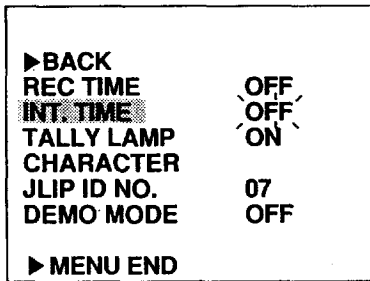 ▶BACK
REC TIME OFF
INT. TIME OFF
TALLY LAMP ON
CHARACTER
JLIP ID NO. 07
DEMO MODE OFF
▶MENU END